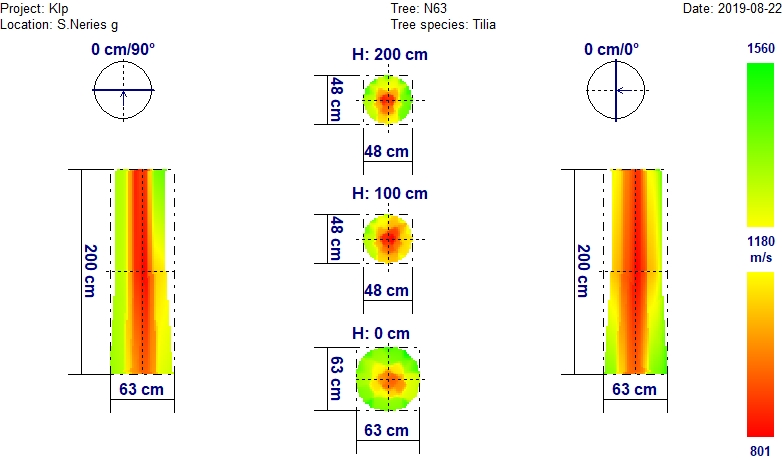 Project: Klp
Tree: N63
Date: 2019-08-22
Location: S.Neries g
Tree species: Tilia
0 cm/90°
H: 200 cm
0 cm/0°
1560
48 cm
48 cm
H: 100 cm
200 cm
48 cm
48 cm
200 cm
1180
m/s
H: 0 cm
63 cm
63 cm
63 cm
63 cm
801